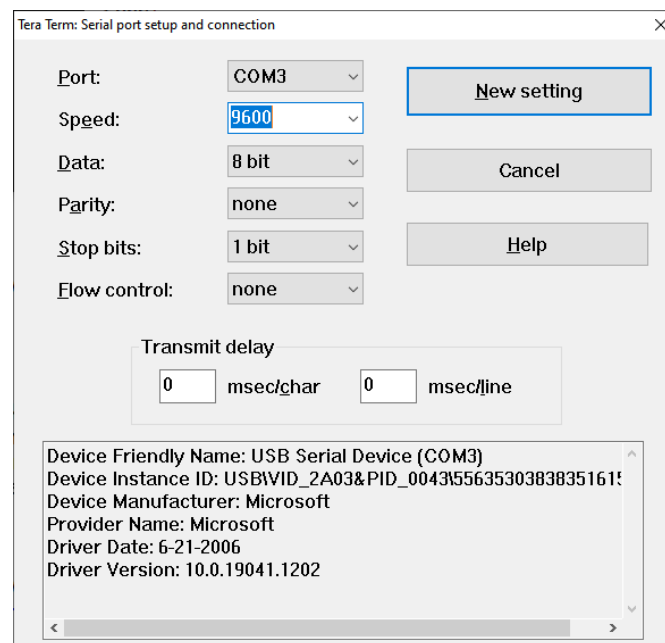 Tera Term: Serial port setup and connection
Port: COM3
New setting
Speed: 9600
Data: 8 bit
Cancel
Parity: none
Stop bits: 1 bit
Help
Flow control: none
Transmit delay
0 msec/char 0 msec/line
Device Friendly Name: USB Serial Device (COM3)
Device Instance ID: USB\VID_2A03&PID_0043\5563530383835161
Device Manufacturer: Microsoft
Provider Name: Microsoft
Driver Date: 6-21-2006
Driver Version: 10.0.19041.1202